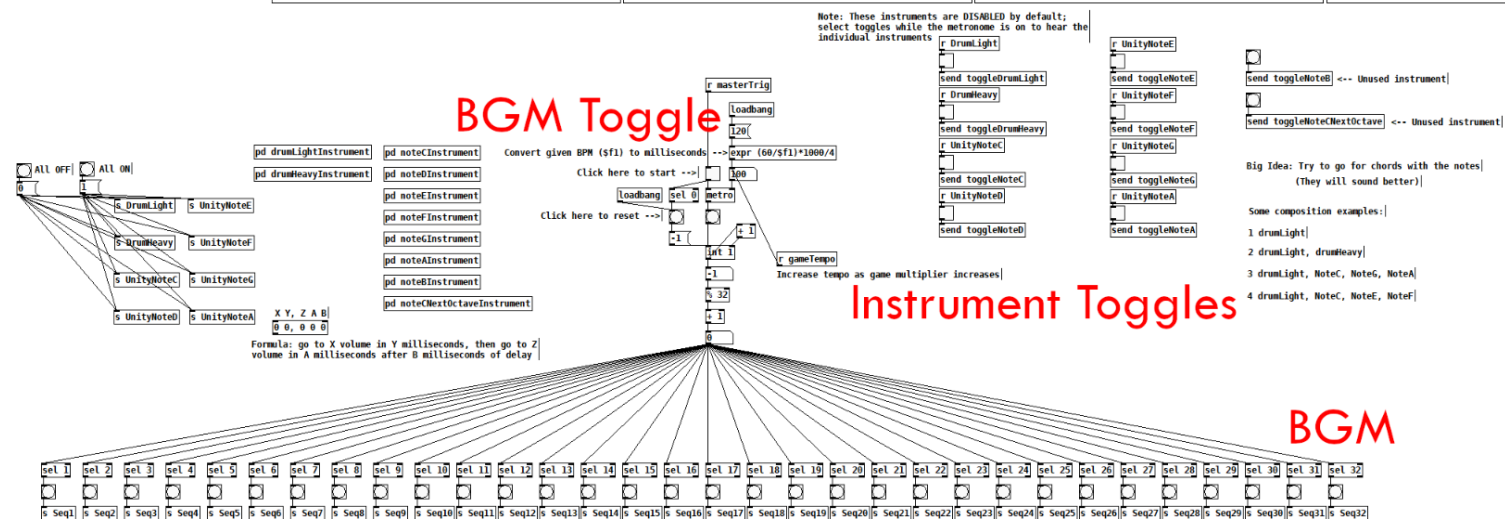 Note: These instruments are DISABLED by default;
select toggles while the metronome is on to hear the
individual instruments
r DrumLight
send toggleDrumLight
r DrumHeavy
send toggleDrumHeavy
r UnityNoteC
send toggleNoteC
r UnityNoteD
send toggleNoteD
r UnityNoteE
send toggleNoteE
r UnityNoteF
send toggleNoteF
r UnityNoteG
send toggleNoteG
r UnityNoteA
send toggleNoteA
send toggleNoteB <-- Unused instrument
send toggleNoteCNextOctave <-- Unused instrument
Big Idea: Try to go for chords with the notes
(They will sound better)
Some composition examples:
1 drumLight
2 drumLight, drumHeavy
3 drumLight, NoteC, NoteG, NoteA
4 drumLight, NoteC, NoteE, NoteF
BGM Toggle
r masterTrig
loadbang
120
Convert given BPM ($f1) to milliseconds --> expr (60/$f1)*1000/4
Click here to start -->
100
loadbang
sel 0
metro
Click here to reset -->
-1
+ 1
int 1
r gameTempo
Increase tempo as game multiplier increases
-1
% 32
+ 1
0
Instrument Toggles
All OFF
All ON
0
1
s DrumLight
s UnityNoteE
s DrumHeavy
s UnityNoteF
s UnityNoteC
s UnityNoteG
s UnityNoteD
s UnityNoteA
pd drumLightInstrument
pd drumHeavyInstrument
pd noteCInstrument
pd noteDInstrument
pd noteEInstrument
pd noteFInstrument
pd noteGInstrument
pd noteAInstrument
pd noteBInstrument
pd noteCNextOctaveInstrument
X Y, Z A B
0 0, 0 0 0
Formula: go to X volume in Y milliseconds, then go to Z
volume in A milliseconds after B milliseconds of delay
BGM
sel 1 sel 2 sel 3 sel 4 sel 5 sel 6 sel 7 sel 8 sel 9 sel 10 sel 11 sel 12 sel 13 sel 14 sel 15 sel 16 sel 17 sel 18 sel 19 sel 20 sel 21 sel 22 sel 23 sel 24 sel 25 sel 26 sel 27 sel 28 sel 29 sel 30 sel 31 sel 32
s Seq1 s Seq2 s Seq3 s Seq4 s Seq5 s Seq6 s Seq7 s Seq8 s Seq9 s Seq10 s Seq11 s Seq12 s Seq13 s Seq14 s Seq15 s Seq16 s Seq17 s Seq18 s Seq19 s Seq20 s Seq21 s Seq22 s Seq23 s Seq24 s Seq25 s Seq26 s Seq27 s Seq28 s Seq29 s Seq30 s Seq31 s Seq32